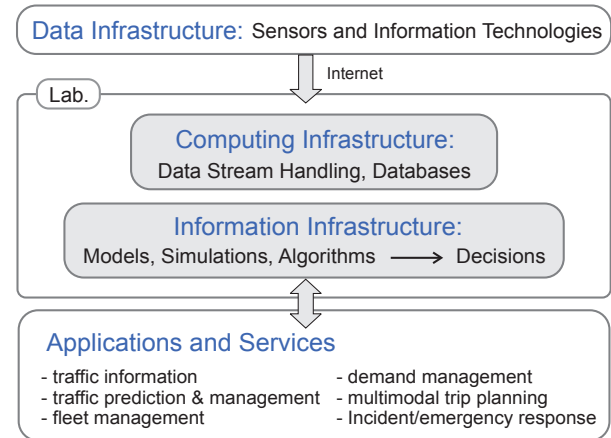 Data Infrastructure: Sensors and Information Technologies
Internet
Lab.
Computing Infrastructure:
Data Stream Handling, Databases
Information Infrastructure:
Models, Simulations, Algorithms → Decisions
Applications and Services
- traffic information
- traffic prediction & management
- fleet management
- demand management
- multimodal trip planning
- Incident/emergency response